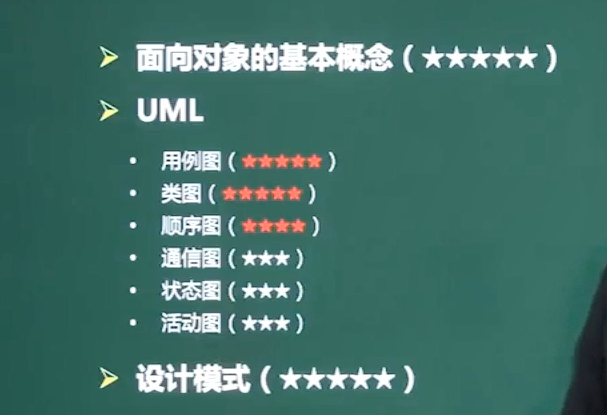 ➢ 面向对象的基本概念（★★★★★）
➢ UML
• 用例图（★★★★★）
• 类图（★★★★★）
• 顺序图（★★★★）
• 通信图（★★★）
• 状态图（★★★）
• 活动图（★★★）
➢ 设计模式（★★★★★）